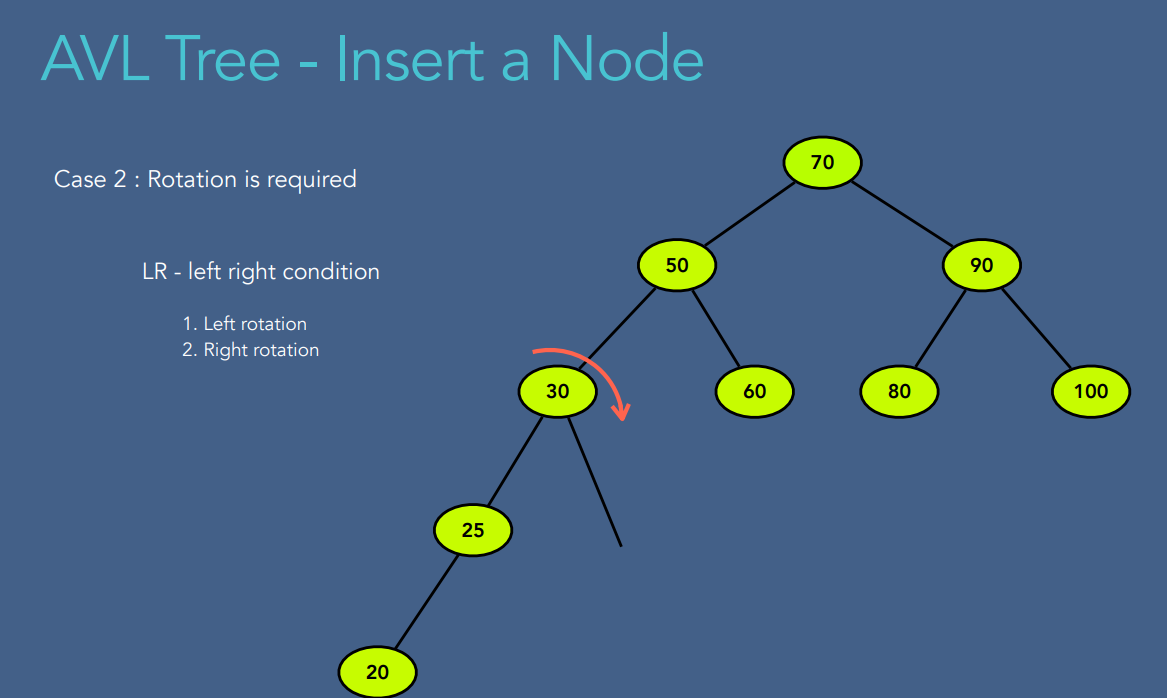 AVL Tree - Insert a Node
Case 2 : Rotation is required
LR - left right condition
1. Left rotation
2. Right rotation
70
50
90
30
60
80
100
25
20